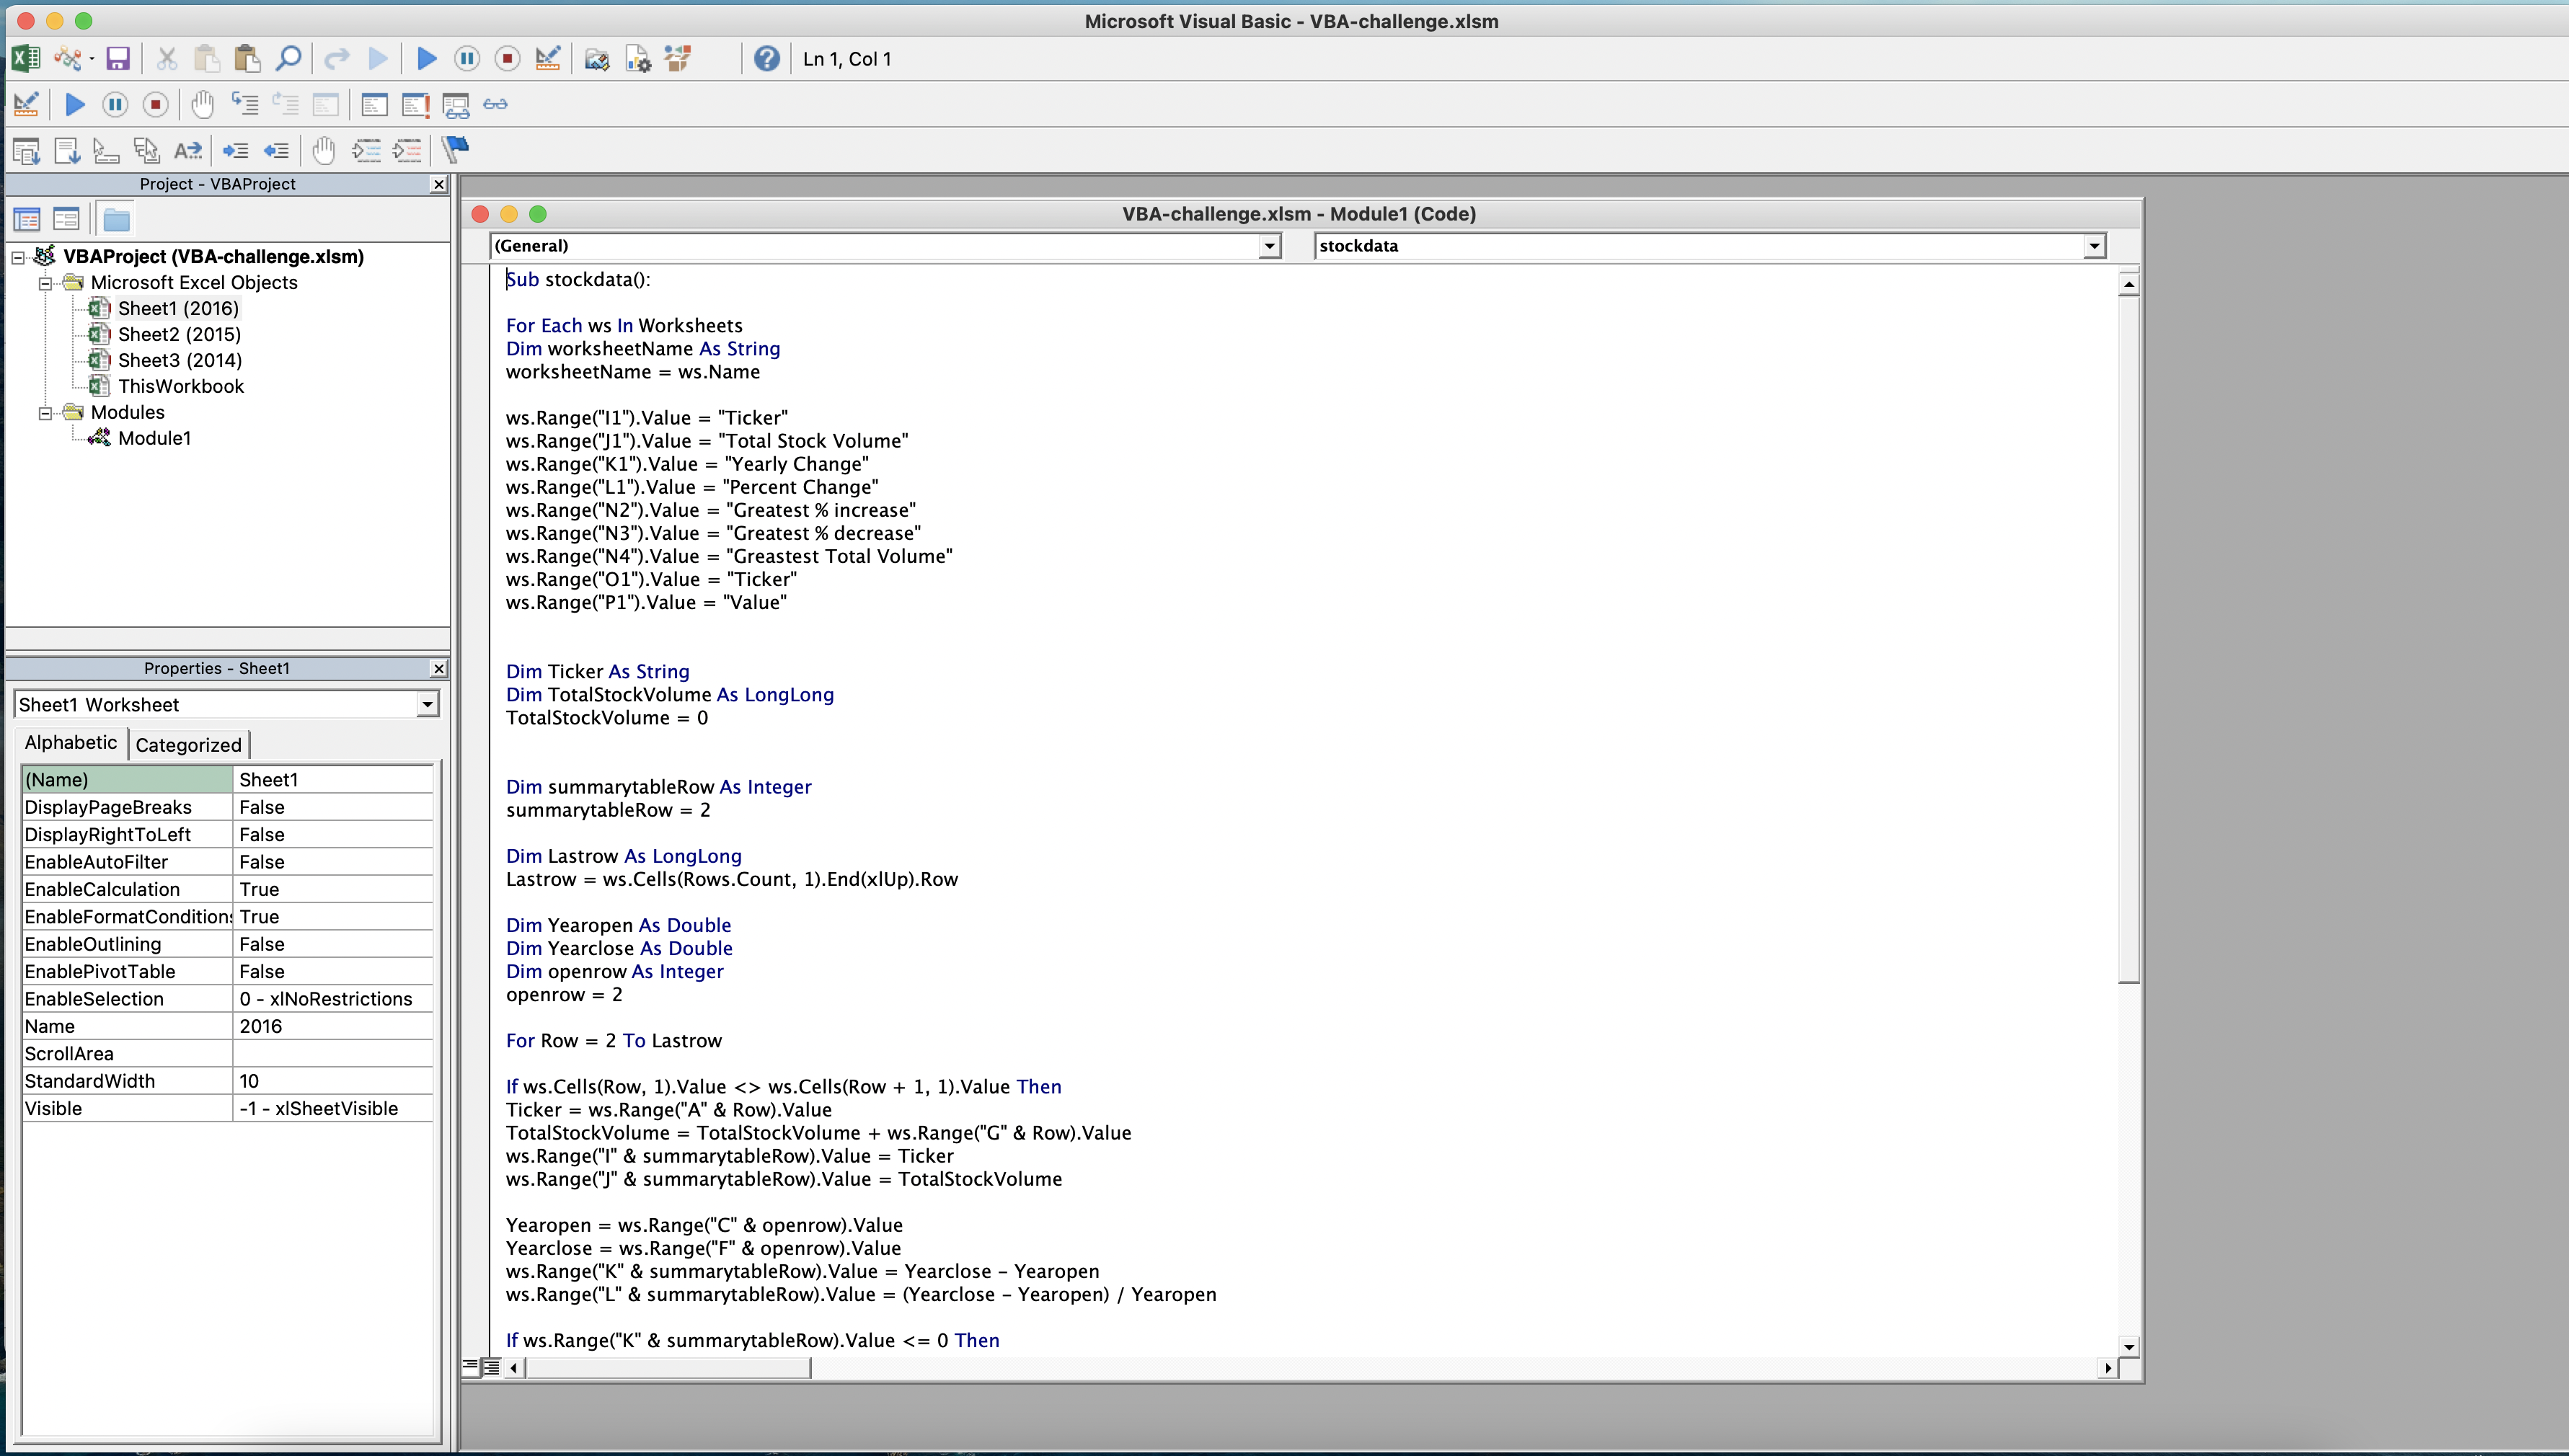 Microsoft Visual Basic - VBA-challenge.xlsm
Ln 1, Col 1
Project - VBAProject
VBAProject (VBA-challenge.xlsm)
Microsoft Excel Objects
Sheet1 (2016)
Sheet2 (2015)
Sheet3 (2014)
ThisWorkbook
Modules
Module1
Properties - Sheet1
Sheet1 Worksheet
Alphabetic Categorized
(Name) Sheet1
DisplayPageBreaks False
DisplayRightToLeft False
EnableAutoFilter False
EnableCalculation True
EnableFormatConditions True
EnableOutlining False
EnablePivotTable False
EnableSelection 0 - xlNoRestrictions
Name 2016
ScrollArea
StandardWidth 10
Visible -1 - xlSheetVisible
VBA-challenge.xlsm - Module1 (Code)
(General) stockdata
Sub stockdata():
For Each ws In Worksheets
Dim worksheetName As String
worksheetName = ws.Name
ws.Range("I1").Value = "Ticker"
ws.Range("J1").Value = "Total Stock Volume"
ws.Range("K1").Value = "Yearly Change"
ws.Range("L1").Value = "Percent Change"
ws.Range("N2").Value = "Greatest % increase"
ws.Range("N3").Value = "Greatest % decrease"
ws.Range("N4").Value = "Greastest Total Volume"
ws.Range("O1").Value = "Ticker"
ws.Range("P1").Value = "Value"
Dim Ticker As String
Dim TotalStockVolume As LongLong
TotalStockVolume = 0
Dim summarytableRow As Integer
summarytableRow = 2
Dim Lastrow As LongLong
Lastrow = ws.Cells(Rows.Count, 1).End(xlUp).Row
Dim Yearopen As Double
Dim Yearclose As Double
Dim openrow As Integer
openrow = 2
For Row = 2 To Lastrow
If ws.Cells(Row, 1).Value <> ws.Cells(Row + 1, 1).Value Then
Ticker = ws.Range("A" & Row).Value
TotalStockVolume = TotalStockVolume + ws.Range("G" & Row).Value
ws.Range("I" & summarytableRow).Value = Ticker
ws.Range("J" & summarytableRow).Value = TotalStockVolume
Yearopen = ws.Range("C" & openrow).Value
Yearclose = ws.Range("F" & openrow).Value
ws.Range("K" & summarytableRow).Value = Yearclose - Yearopen
ws.Range("L" & summarytableRow).Value = (Yearclose - Yearopen) / Yearopen
If ws.Range("K" & summarytableRow).Value <= 0 Then